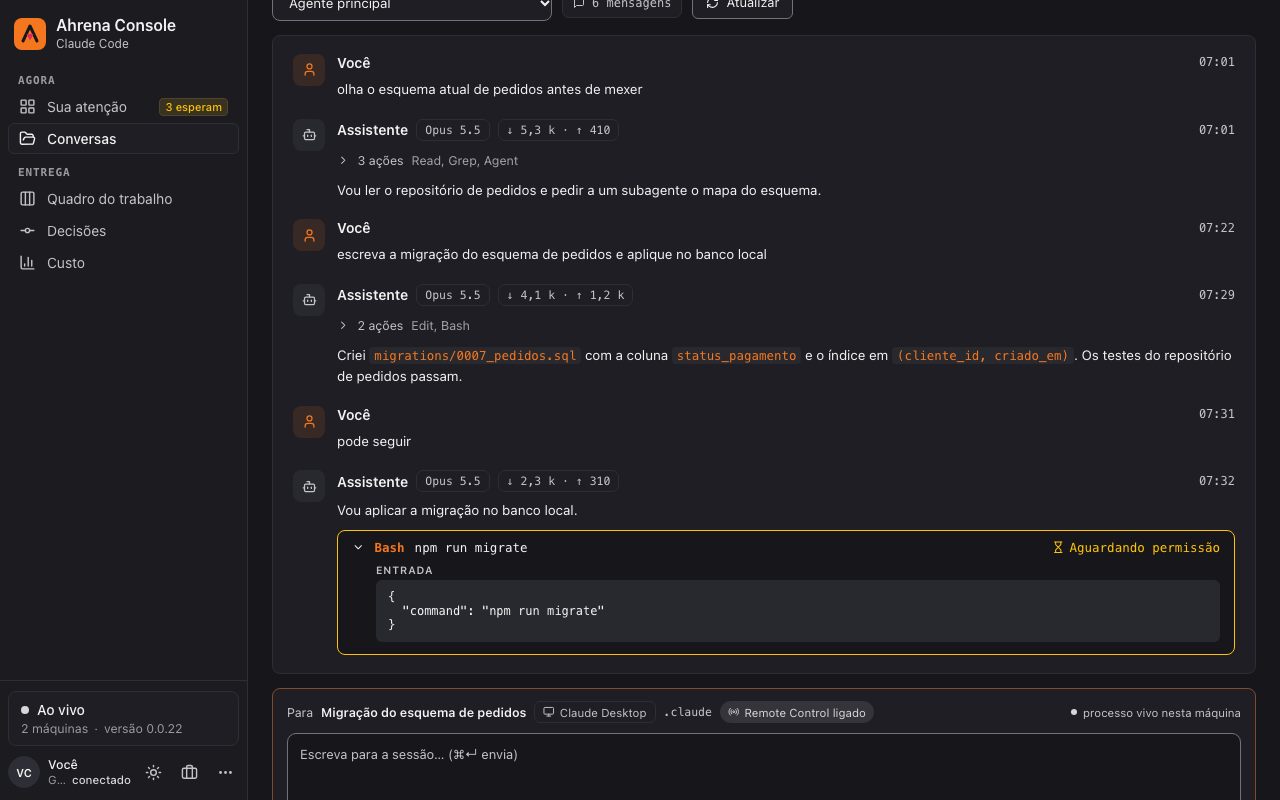 Ahrena Console
Claude Code
AGORA
Sua atenção
3 esperam
Conversas
ENTREGA
Quadro do trabalho
Decisões
Custo
Ao vivo
2 máquinas · versão 0.0.22
VC
Você
G... conectado
Agente principal
6 mensagens
Atualizar
Você 07:01
olha o esquema atual de pedidos antes de mexer
Assistente Opus 5.5 ↓ 5,3 k · ↑ 410 07:01
3 ações Read, Grep, Agent
Vou ler o repositório de pedidos e pedir a um subagente o mapa do esquema.
Você 07:22
escreva a migração do esquema de pedidos e aplique no banco local
Assistente Opus 5.5 ↓ 4,1 k · ↑ 1,2 k 07:29
2 ações Edit, Bash
Criei migrations/0007_pedidos.sql com a coluna status_pagamento e o índice em (cliente_id, criado_em). Os testes do repositório
de pedidos passam.
Você 07:31
pode seguir
Assistente Opus 5.5 ↓ 2,3 k · ↑ 310 07:32
Vou aplicar a migração no banco local.
Bash npm run migrate Aguardando permissão
ENTRADA
{
"command": "npm run migrate"
}
Para Migração do esquema de pedidos Claude Desktop .claude Remote Control ligado processo vivo nesta máquina
Escreva para a sessão... (⌘↵ envia)